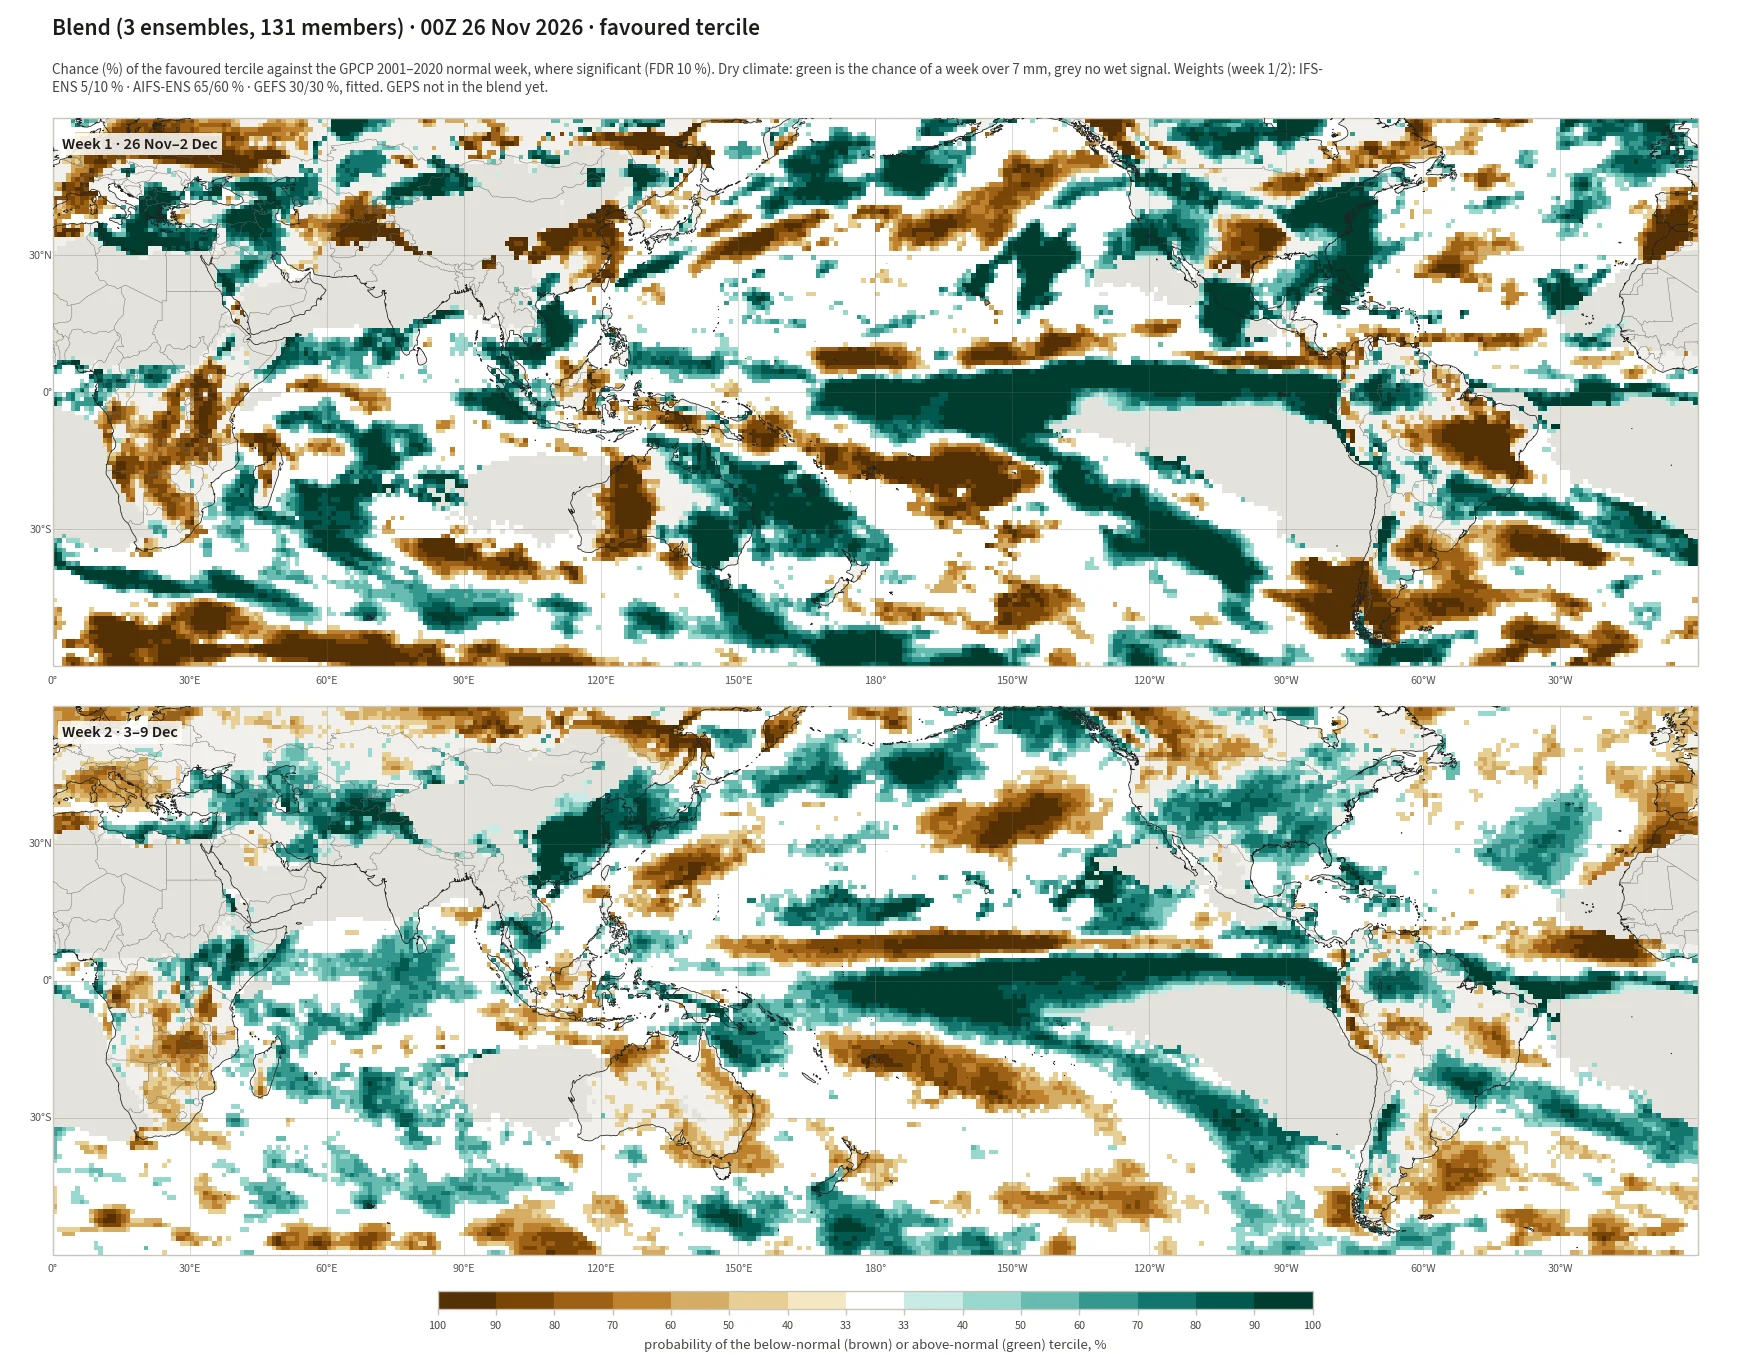 Blend (3 ensembles, 131 members) · 00Z 26 Nov 2026 · favoured tercile
Chance (%) of the favoured tercile against the GPCP 2001–2020 normal week, where significant (FDR 10 %). Dry climate: green is the chance of a week over 7 mm, grey no wet signal. Weights (week 1/2): IFS-
ENS 5/10 % · AIFS-ENS 65/60 % · GEFS 30/30 %, fitted. GEPS not in the blend yet.
Week 1 · 26 Nov–2 Dec
30°N
0°
30°S
0° 30°E 60°E 90°E 120°E 150°E 180° 150°W 120°W 90°W 60°W 30°W
Week 2 · 3–9 Dec
30°N
0°
30°S
0° 30°E 60°E 90°E 120°E 150°E 180° 150°W 120°W 90°W 60°W 30°W
100 90 80 70 60 50 40 33 33 40 50 60 70 80 90 100
probability of the below-normal (brown) or above-normal (green) tercile, %